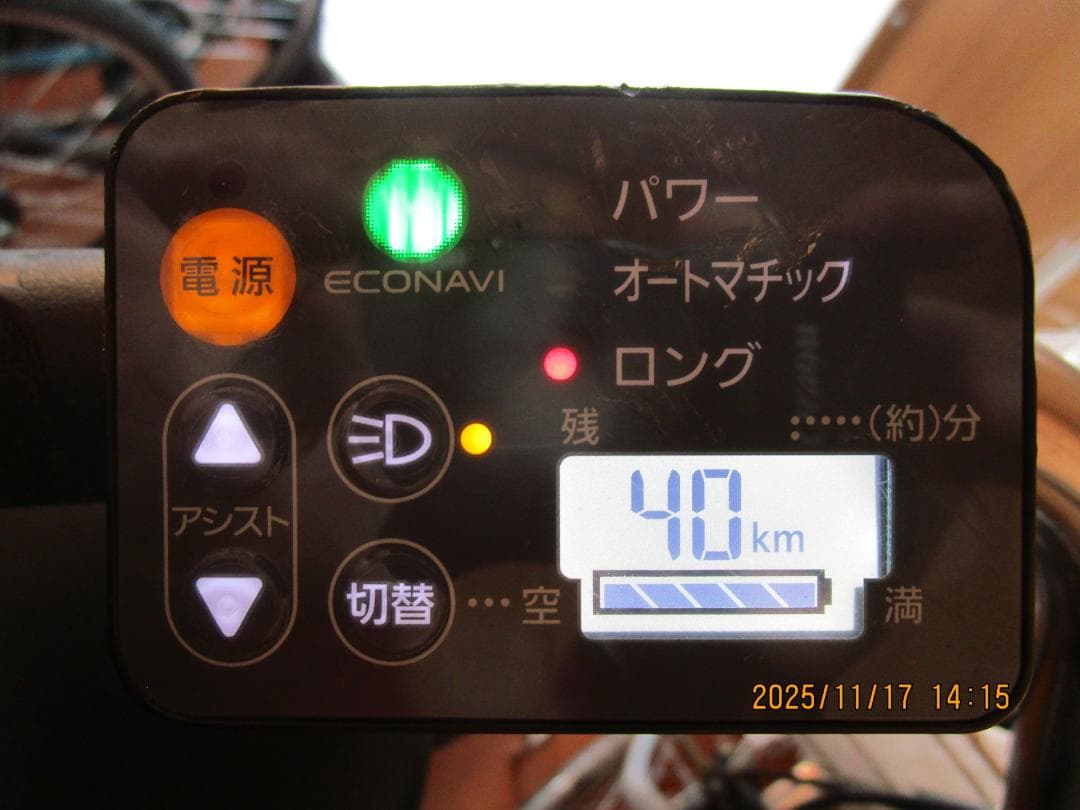 パワー
電源
ECONAVI
オートマチック
ロング
残 :·····(約)分
アシスト
40km
切替 ···空 満
2025/11/17 14:15